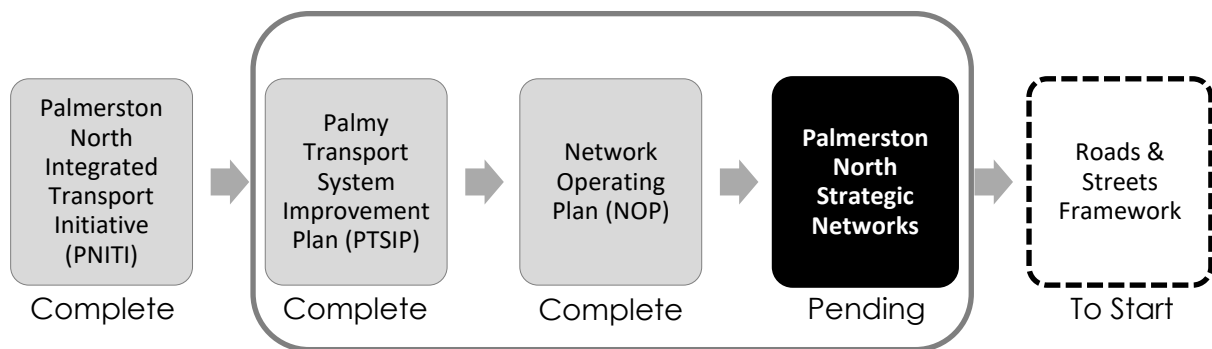 Palmerston
North
Integrated
Transport
Initiative
(PNITI)
Complete
Palmy
Transport
System
Improvement
Plan (PTSIP)
Complete
Network
Operating
Plan (NOP)
Complete
Palmerston
North
Strategic
Networks
Pending
Roads &
Streets
Framework
To Start